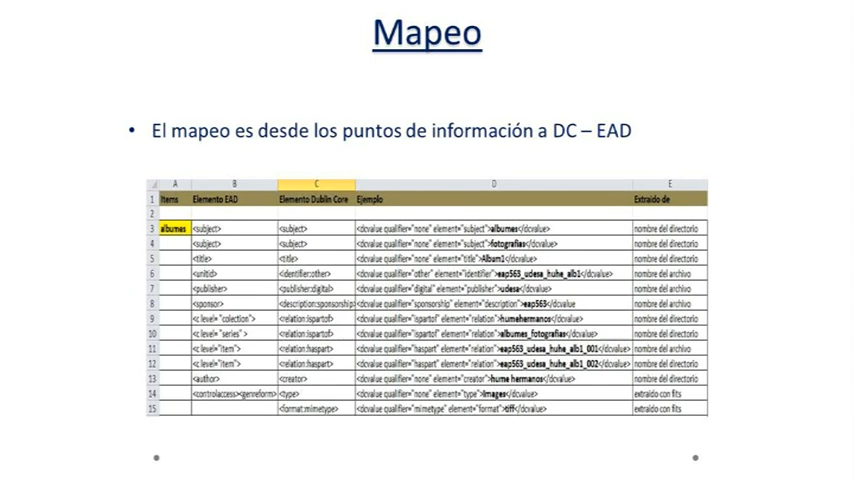 Mapeo
• El mapeo es desde los puntos de información a DC – EAD
A B C D E
1 Items Elemento EAD Elemento Dublin Core Ejemplo Extraido de
2
3 albumes <subject> <subject> <dcvalue qualifier="none" element="subject">albumes</dcvalue> nombre del directorio
4 <subject> <subject> <dcvalue qualifier="none" element="subject">fotografias</dcvalue> nombre del directorio
5 <title> <title> <dcvalue qualifier="none" element="title">Album1</dcvalue> nombre del directorio
6 <unitid> <identifier:other> <dcvalue qualifier="other" element="identifier">eap563_udesa_huhe_alb1</dcvalue> nombre del archivo
7 <publisher> <publisher:digital> <dcvalue qualifier="digital" element="publisher">udesa</dcvalue> nombre del archivo
8 <sponsor> <description:sponsorship> <dcvalue qualifier="sponsorship" element="description">eap563</dcvalue nombre del archivo
9 <c level="colection"> <relation:ispartof> <dcvalue qualifier="ispartof" element="relation">humehermanos</dcvalue> nombre del directorio
10 <c level="series" > <relation:ispartof> <dcvalue qualifier="ispartof" element="relation">albumes_fotografias</dcvalue> nombre del directorio
11 <c level="item"> <relation:haspart> <dcvalue qualifier="haspart" element="relation">eap563_udesa_huhe_alb1_001</dcvalue> nombre del archivo
12 <c level="item"> <relation:haspart> <dcvalue qualifier="haspart" element="relation">eap563_udesa_huhe_alb1_002</dcvalue> nombre del directorio
13 <author> <creator> <dcvalue qualifier="none" element="creator">hume hermanos</dcvalue> nombre del directorio
14 <controlaccess><genreform> <type> <dcvalue qualifier="none" element="type">Images</dcvalue> extraido con fits
15 <format:mimetype> <dcvalue qualifier="mimetype" element="format">tiff</dcvalue> extraido con fits